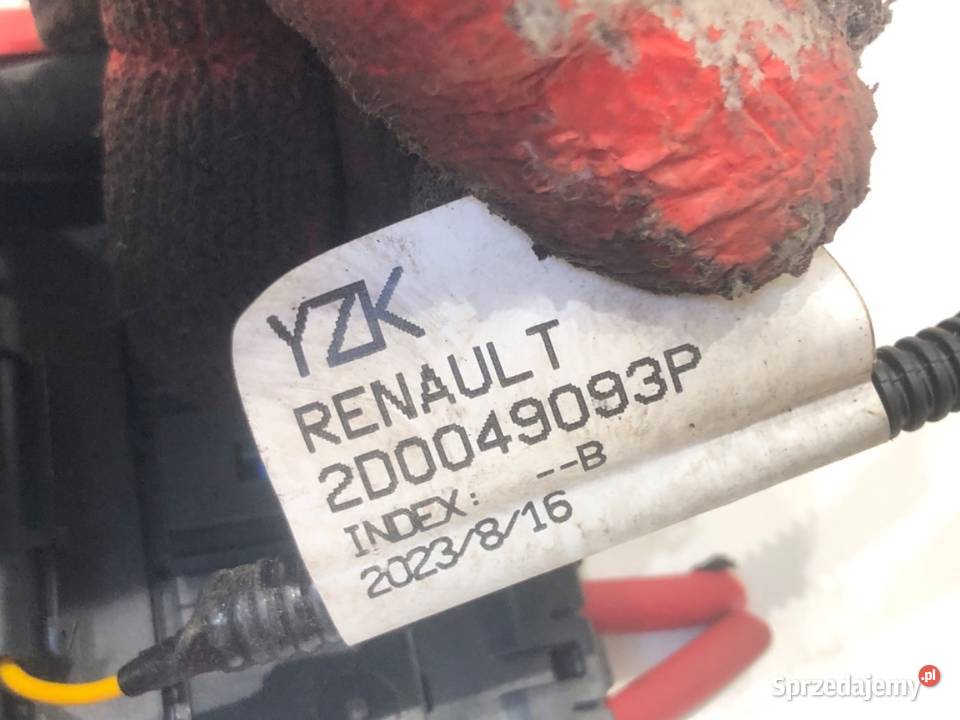 YZK
RENAULT
2D0049093P
INDEX: --B
2023/8/16
Sprzedajemy.pl